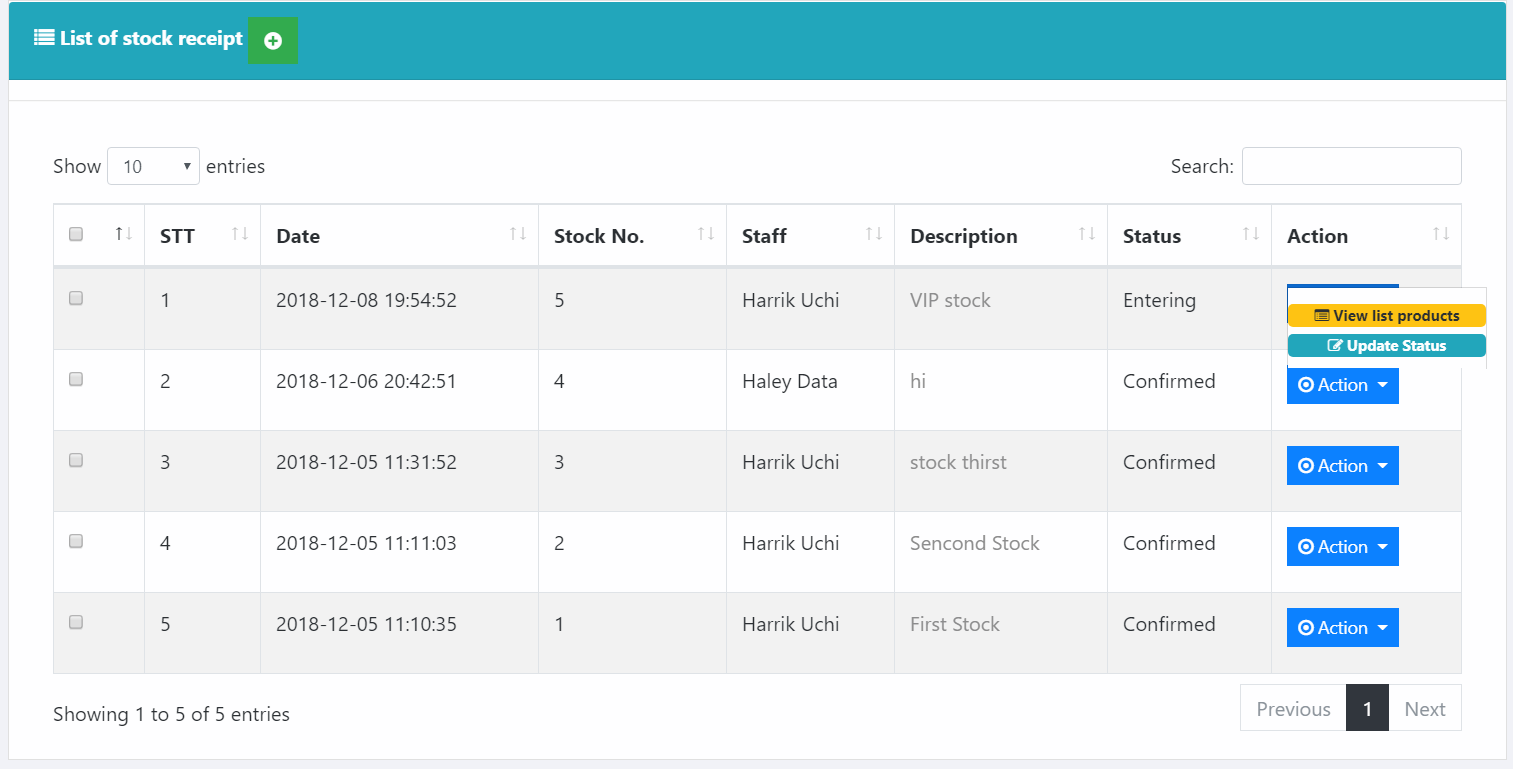 List of stock receipt
Show 10 entries Search:
STT Date Stock No. Staff Description Status Action
1 2018-12-08 19:54:52 5 Harrik Uchi VIP stock Entering
View list products
Update Status
2 2018-12-06 20:42:51 4 Haley Data hi Confirmed Action
3 2018-12-05 11:31:52 3 Harrik Uchi stock thirst Confirmed Action
4 2018-12-05 11:11:03 2 Harrik Uchi Sencond Stock Confirmed Action
5 2018-12-05 11:10:35 1 Harrik Uchi First Stock Confirmed Action
Showing 1 to 5 of 5 entries Previous 1 Next